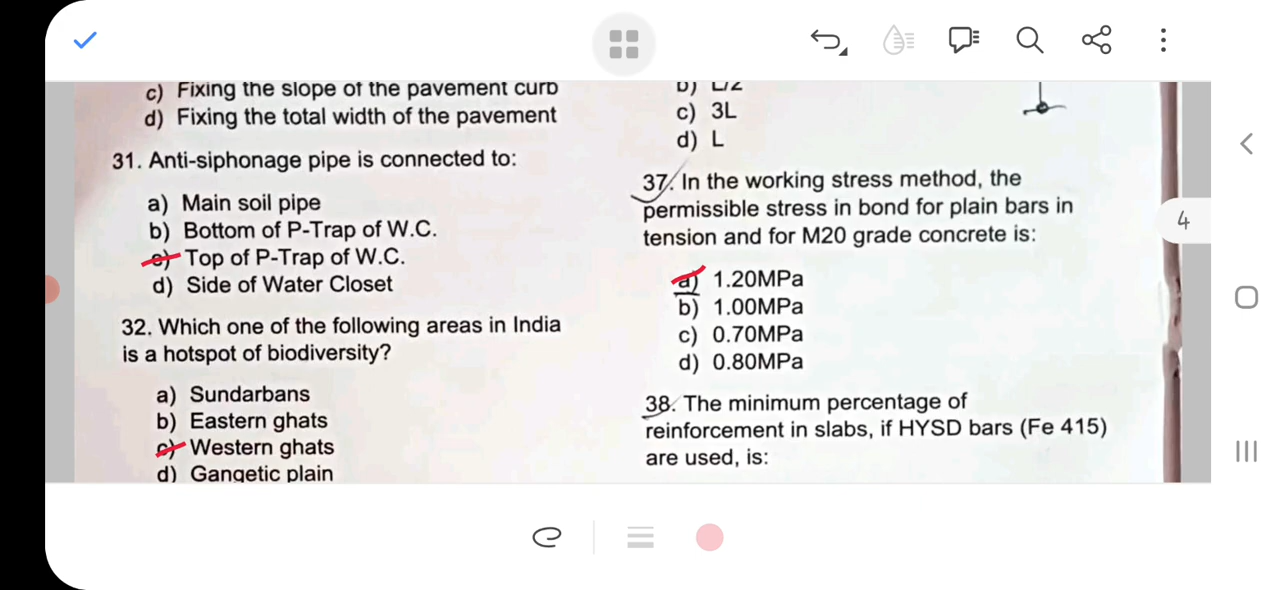 c) Fixing the slope of the pavement curb
d) Fixing the total width of the pavement
31. Anti-siphonage pipe is connected to:
a) Main soil pipe
b) Bottom of P-Trap of W.C.
c) Top of P-Trap of W.C.
d) Side of Water Closet
32. Which one of the following areas in India
is a hotspot of biodiversity?
a) Sundarbans
b) Eastern ghats
c) Western ghats
d) Gangetic plain
b) L/2
c) 3L
d) L
37. In the working stress method, the
permissible stress in bond for plain bars in
tension and for M20 grade concrete is:
a) 1.20MPa
b) 1.00MPa
c) 0.70MPa
d) 0.80MPa
38. The minimum percentage of
reinforcement in slabs, if HYSD bars (Fe 415)
are used, is:
4